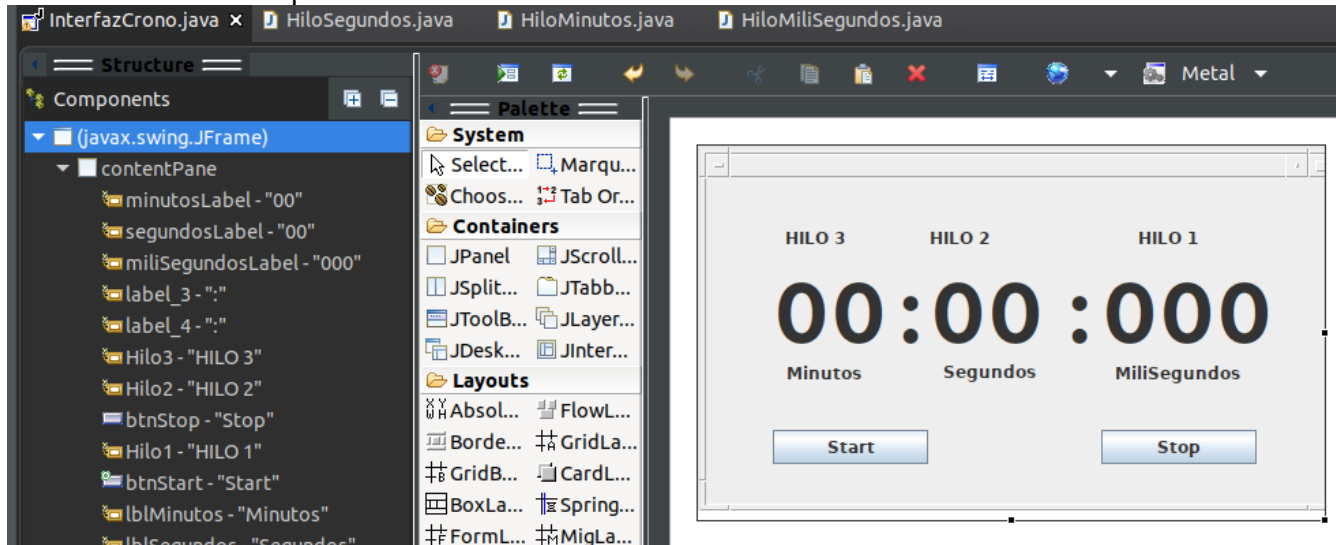 InterfazCrono.java HiloSegundos.java HiloMinutos.java HiloMiliSegundos.java
Structure
Components
(javax.swing.JFrame)
contentPane
minutosLabel - "00"
segundosLabel - "00"
miliSegundosLabel - "000"
label_3 - ":"
label_4 - ":"
Hilo3 - "HILO 3"
Hilo2 - "HILO 2"
btnStop - "Stop"
Hilo1 - "HILO 1"
btnStart - "Start"
lblMinutos - "Minutos"
lblSegundos - "Segundos"
Metal
Palette
System
Select... Marqu...
Choos... Tab Or...
Containers
JPanel JScroll...
JSplit... JTabb...
JToolB... JLayer...
JDesk... JInter...
Layouts
Absol... FlowL...
Borde... GridLa...
GridB... CardL...
BoxLa... Spring...
FormL... MigLa...
HILO 3 HILO 2 HILO 1
00:00 :000
Minutos Segundos MiliSegundos
Start Stop